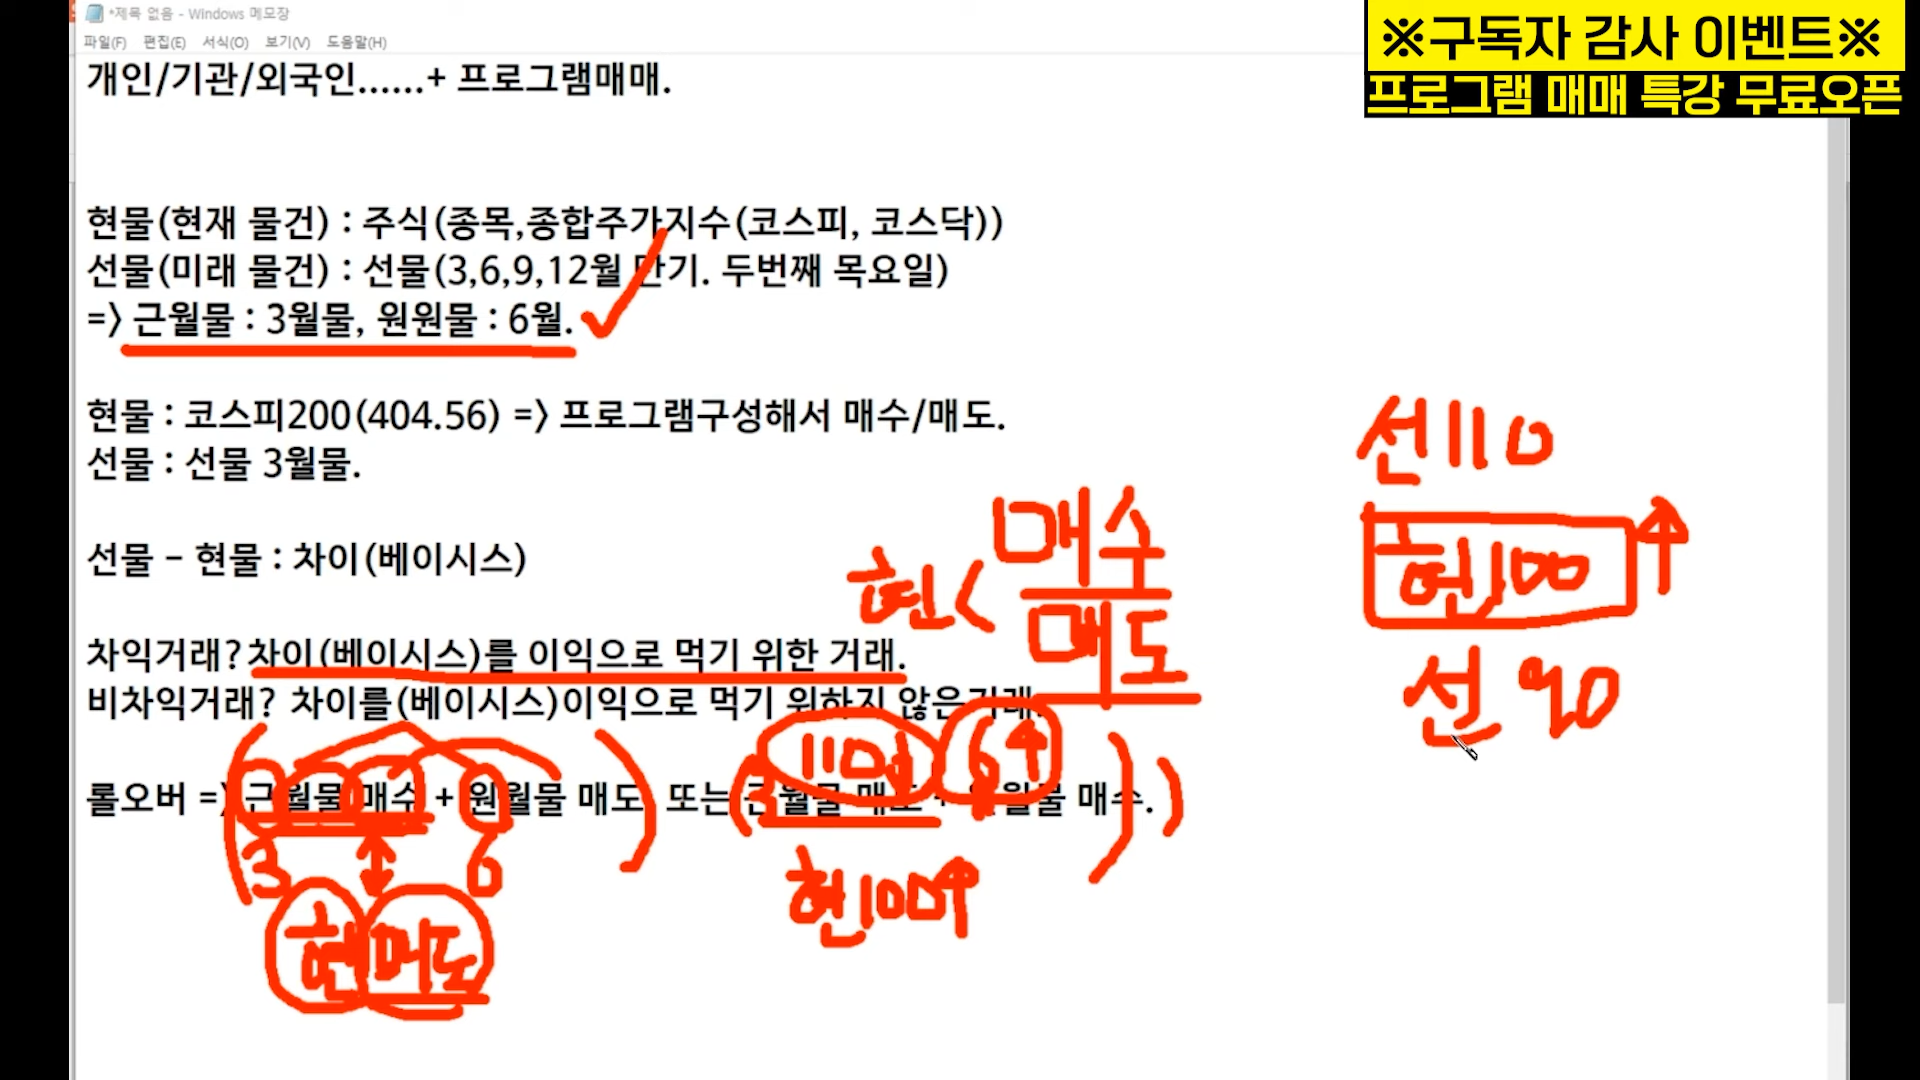 *제목 없음 - Windows 메모장
파일(F) 편집(E) 서식(O) 보기(V) 도움말(H)
※구독자 감사 이벤트※
프로그램 매매 특강 무료오픈
개인/기관/외국인......+ 프로그램매매.
현물(현재 물건) : 주식(종목,종합주가지수(코스피, 코스닥))
선물(미래 물건) : 선물(3,6,9,12월 만기. 두번째 목요일)
=> 근월물 : 3월물, 원원물 : 6월.
현물 : 코스피200(404.56) => 프로그램구성해서 매수/매도.
선물 : 선물 3월물.
선물 - 현물 : 차이(베이시스)
차익거래? 차이(베이시스)를 이익으로 먹기 위한 거래.
비차익거래? 차이를(베이시스)이익으로 먹기 위하지 않은거래.
롤오버 => 근월물 매수 + 원월물 매도, 또는 근월물 매도 + 원월물 매수.
선 110
현 100
선 90
현 < 매수
매도
3 6
현 매도
3 110 6
현 100